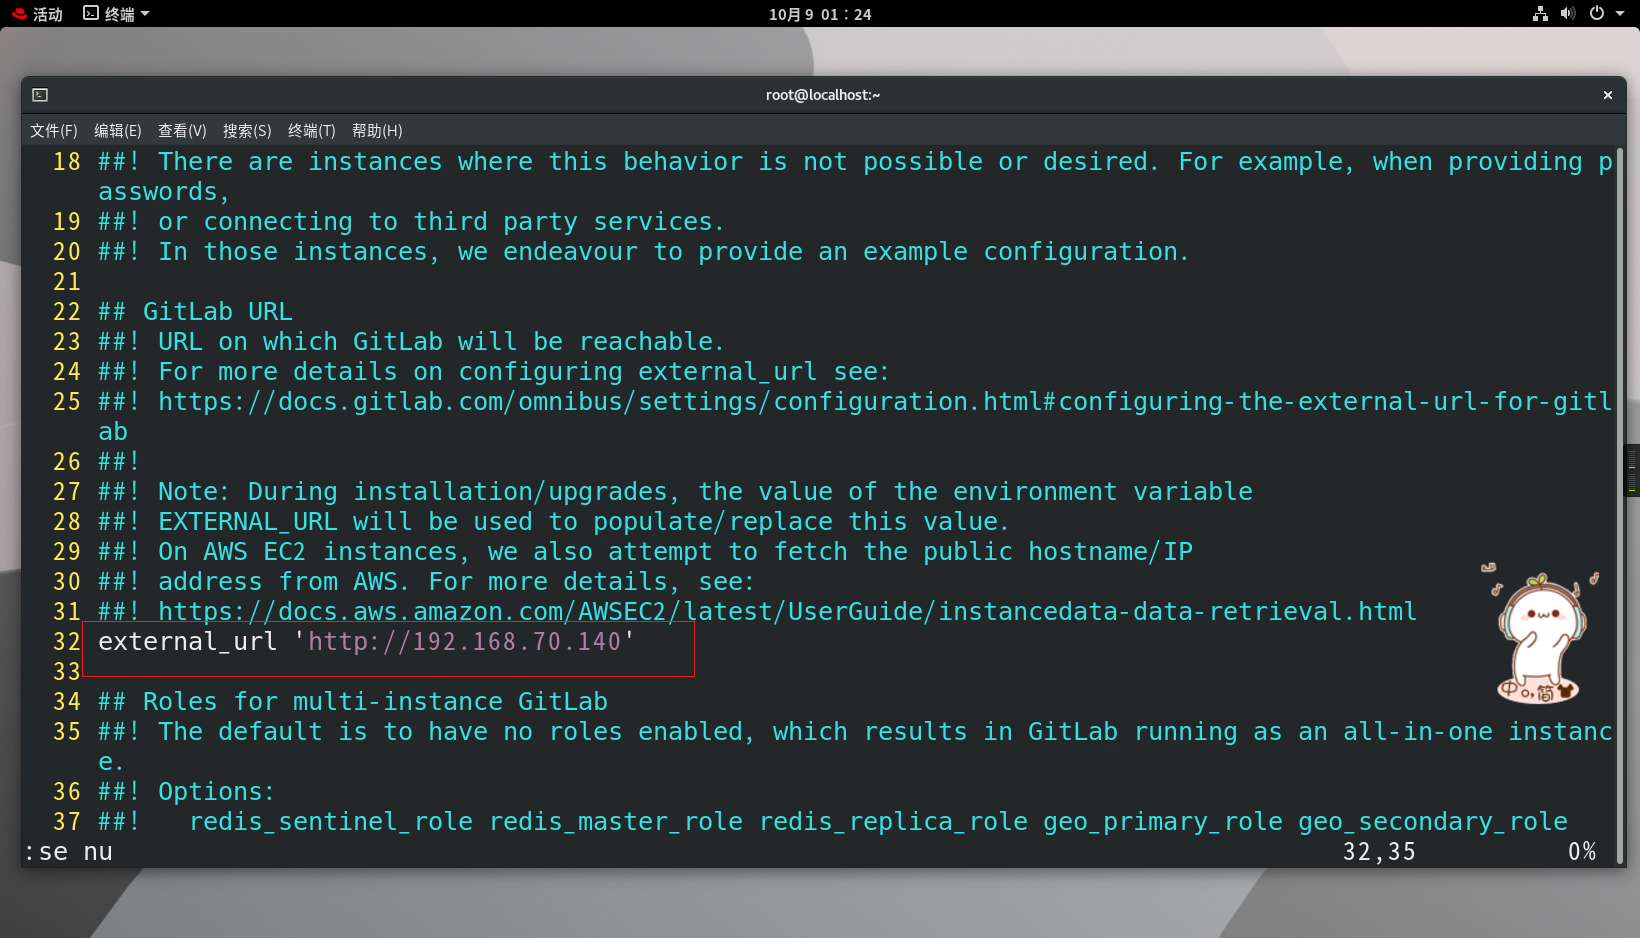 活动 终端 10月 9 01：24
root@localhost:~
文件(F) 编辑(E) 查看(V) 搜索(S) 终端(T) 帮助(H)
18 ##! There are instances where this behavior is not possible or desired. For example, when providing p
asswords,
19 ##! or connecting to third party services.
20 ##! In those instances, we endeavour to provide an example configuration.
21
22 ## GitLab URL
23 ##! URL on which GitLab will be reachable.
24 ##! For more details on configuring external_url see:
25 ##! https://docs.gitlab.com/omnibus/settings/configuration.html#configuring-the-external-url-for-gitl
ab
26 ##!
27 ##! Note: During installation/upgrades, the value of the environment variable
28 ##! EXTERNAL_URL will be used to populate/replace this value.
29 ##! On AWS EC2 instances, we also attempt to fetch the public hostname/IP
30 ##! address from AWS. For more details, see:
31 ##! https://docs.aws.amazon.com/AWSEC2/latest/UserGuide/instancedata-data-retrieval.html
32 external_url 'http://192.168.70.140'
33
34 ## Roles for multi-instance GitLab
35 ##! The default is to have no roles enabled, which results in GitLab running as an all-in-one instanc
e.
36 ##! Options:
37 ##!   redis_sentinel_role redis_master_role redis_replica_role geo_primary_role geo_secondary_role
:se nu 32,35 0%
中 o, 简